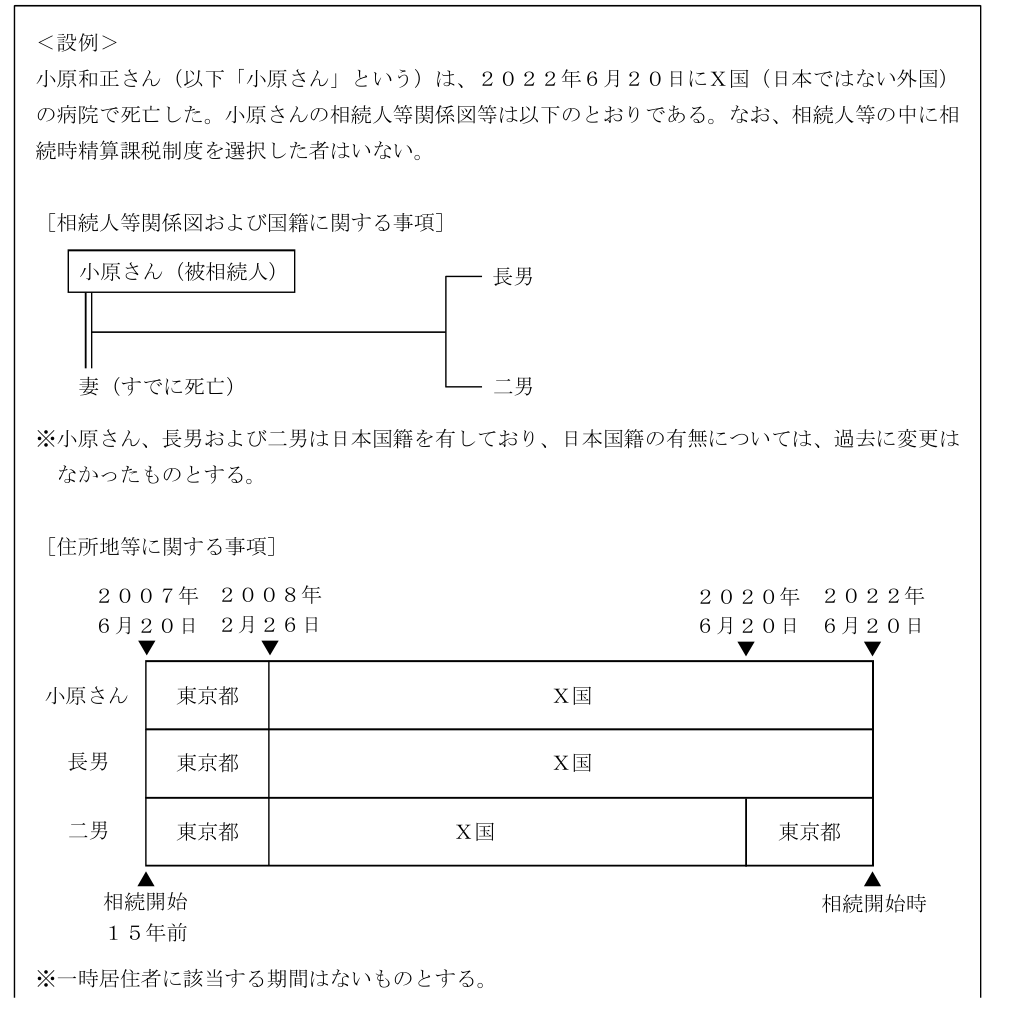 ＜設例＞
小原和正さん（以下「小原さん」という）は、２０２２年６月２０日にＸ国（日本ではない外国）
の病院で死亡した。小原さんの相続人等関係図等は以下のとおりである。なお、相続人等の中に相
続時精算課税制度を選択した者はいない。
［相続人等関係図および国籍に関する事項］
小原さん（被相続人）
長男
妻（すでに死亡）
二男
※小原さん、長男および二男は日本国籍を有しており、日本国籍の有無については、過去に変更は
なかったものとする。
［住所地等に関する事項］
２００７年 ２００８年 ２０２０年 ２０２２年
６月２０日 ２月２６日 ６月２０日 ６月２０日
▼ ▼ ▼ ▼
小原さん 東京都 Ｘ国
長男 東京都 Ｘ国
二男 東京都 Ｘ国 東京都
▲ ▲
相続開始 相続開始時
１５年前
※一時居住者に該当する期間はないものとする。